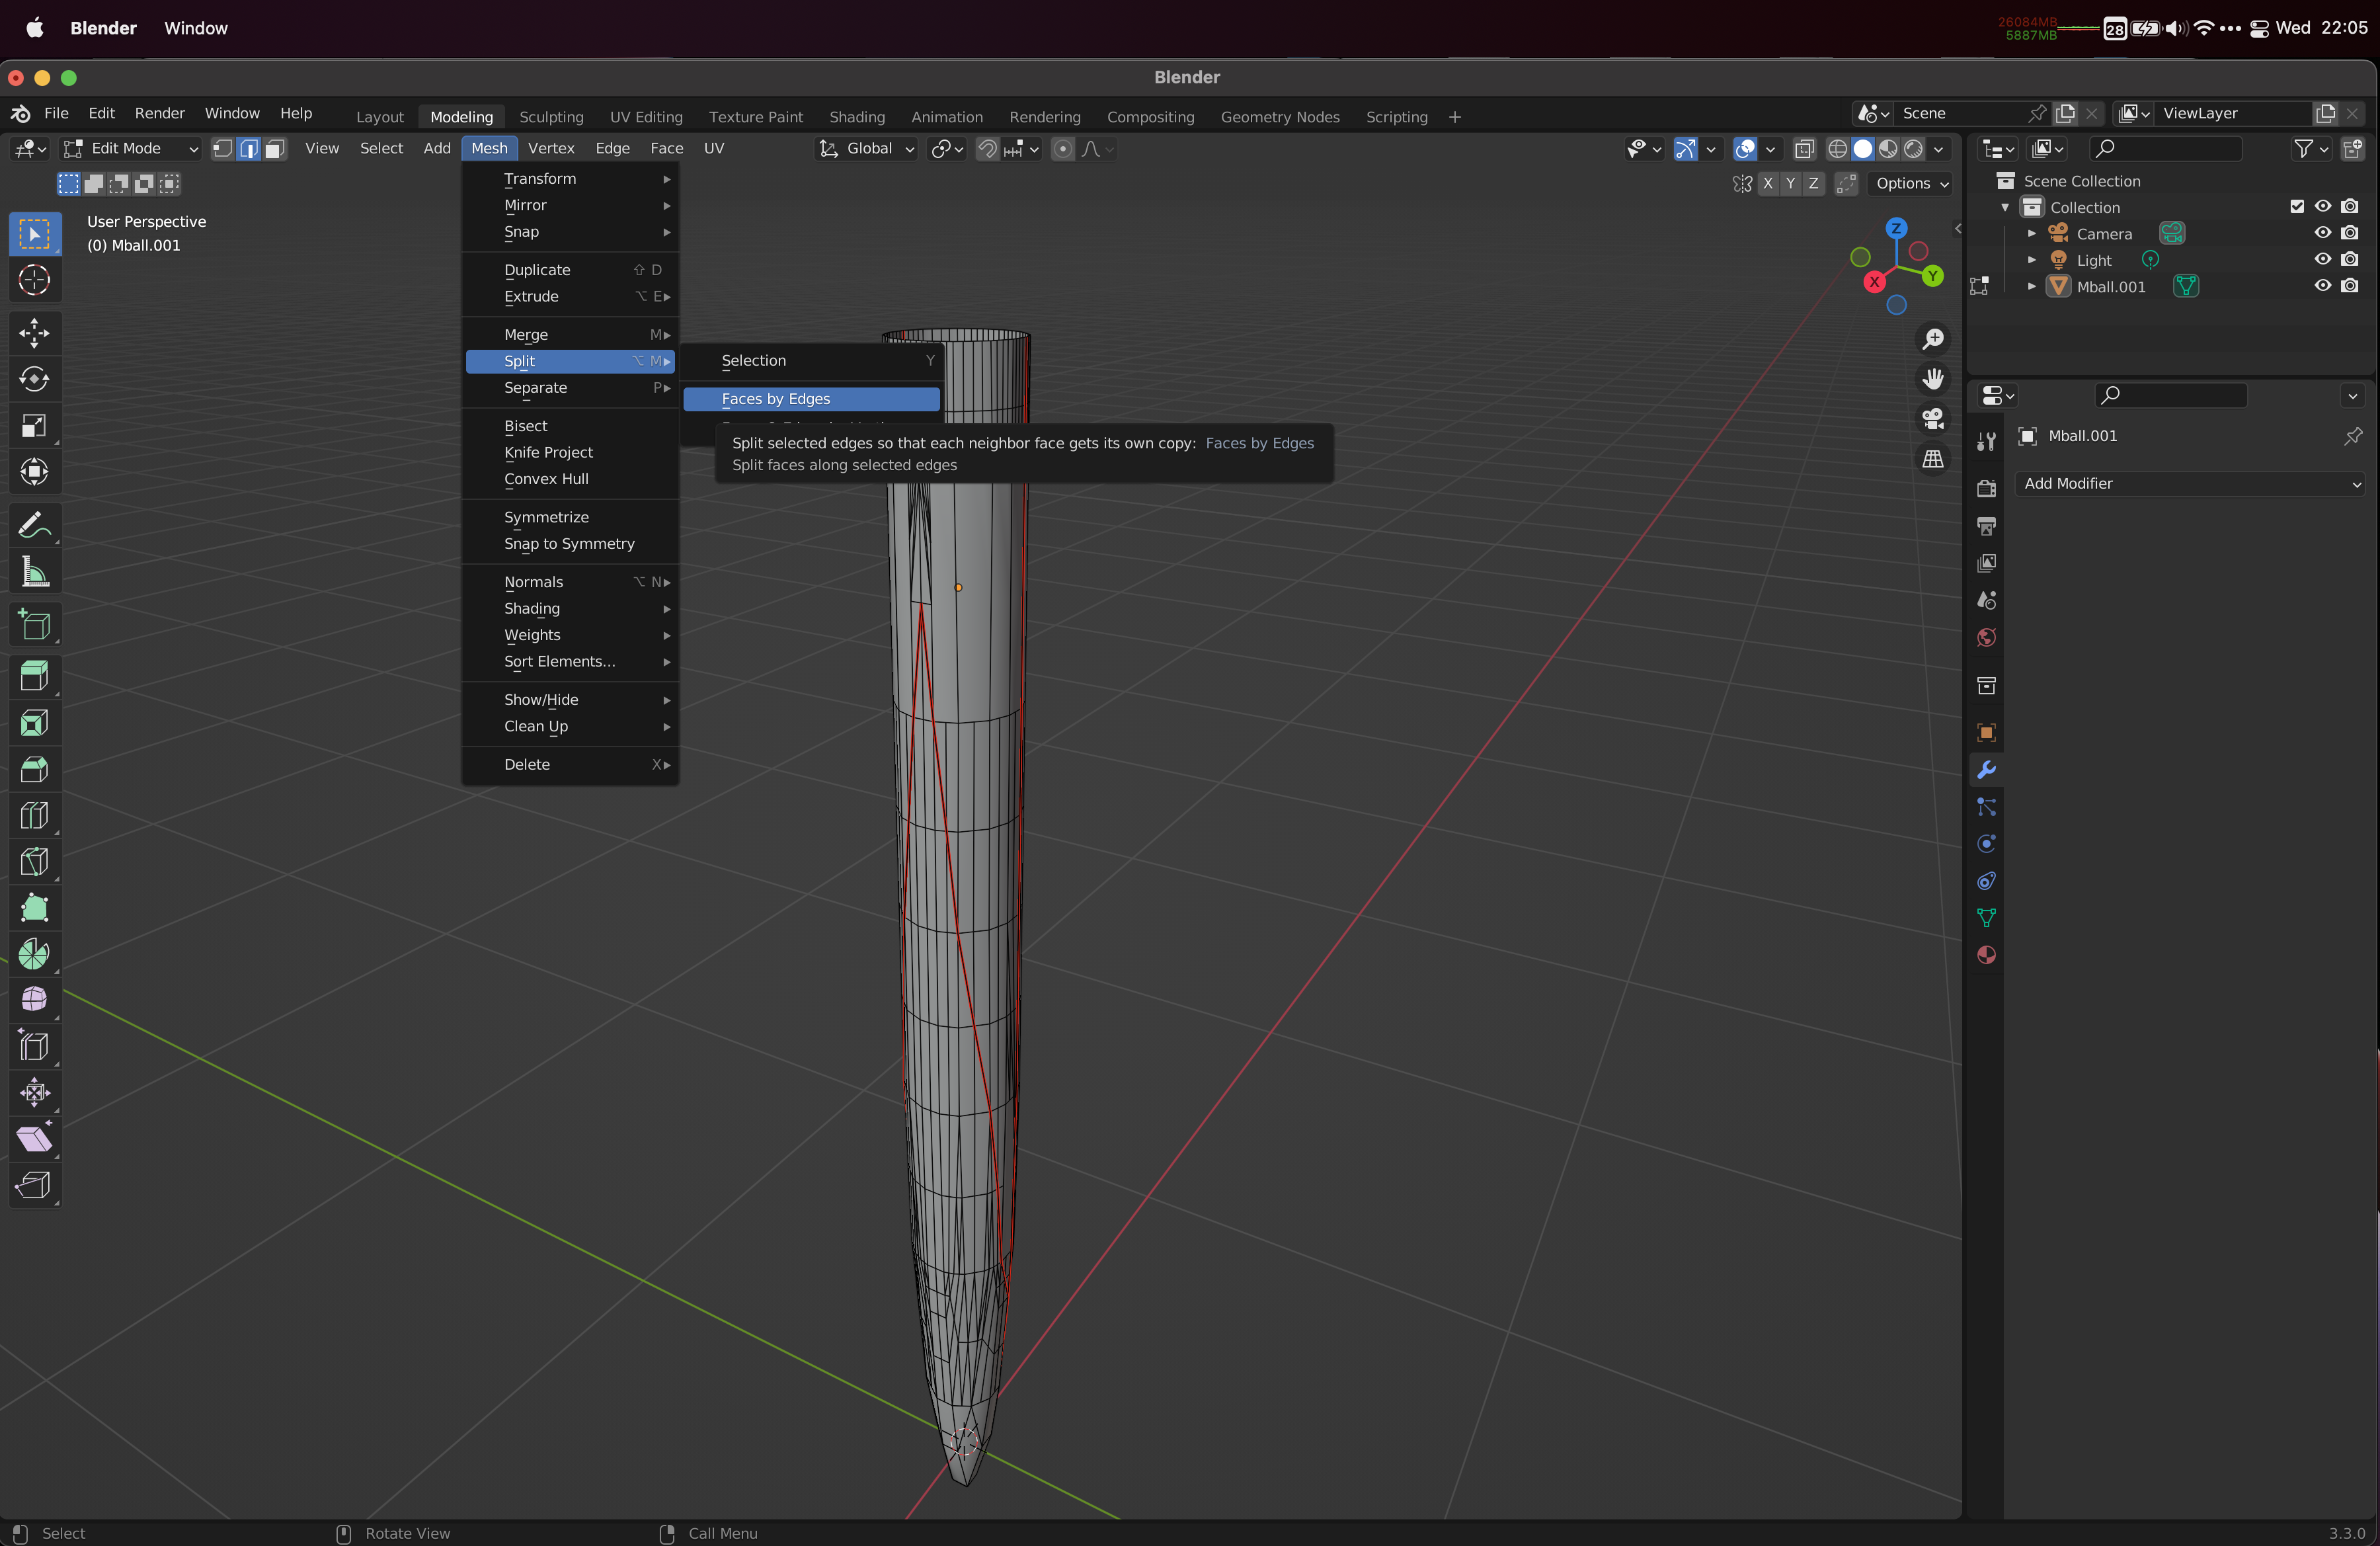 Blender Window
26084MB
5887MB
28
Wed 22:05
Blender
File Edit Render Window Help
Layout Modeling Sculpting UV Editing Texture Paint Shading Animation Rendering Compositing Geometry Nodes Scripting +
Scene
ViewLayer
Edit Mode
View Select Add Mesh Vertex Edge Face UV
Global
X Y Z
Options
User Perspective
(0) Mball.001
Transform
Mirror
Snap
Duplicate ⇧ D
Extrude ⌥ E
Merge M
Split ⌥ M
Separate P
Bisect
Knife Project
Convex Hull
Symmetrize
Snap to Symmetry
Normals ⌥ N
Shading
Weights
Sort Elements...
Show/Hide
Clean Up
Delete X
Selection Y
Faces by Edges
Split selected edges so that each neighbor face gets its own copy: Faces by Edges
Split faces along selected edges
Z
Y
X
Scene Collection
Collection
Camera
Light
Mball.001
Mball.001
Add Modifier
Select
Rotate View
Call Menu
3.3.0